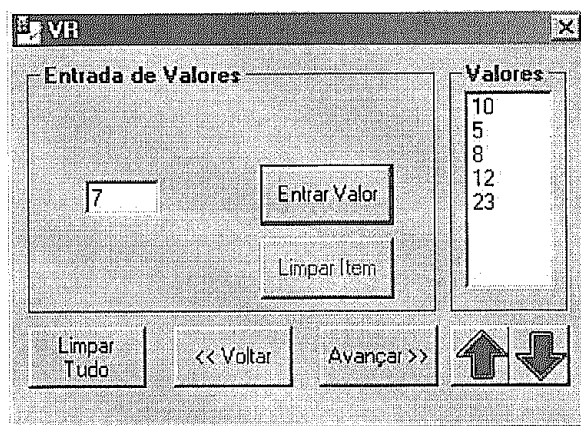 VR
Entrada de Valores
Valores
10
5
8
12
23
7
Entrar Valor
Limpar Item
Limpar
Tudo
<< Voltar
Avançar >>